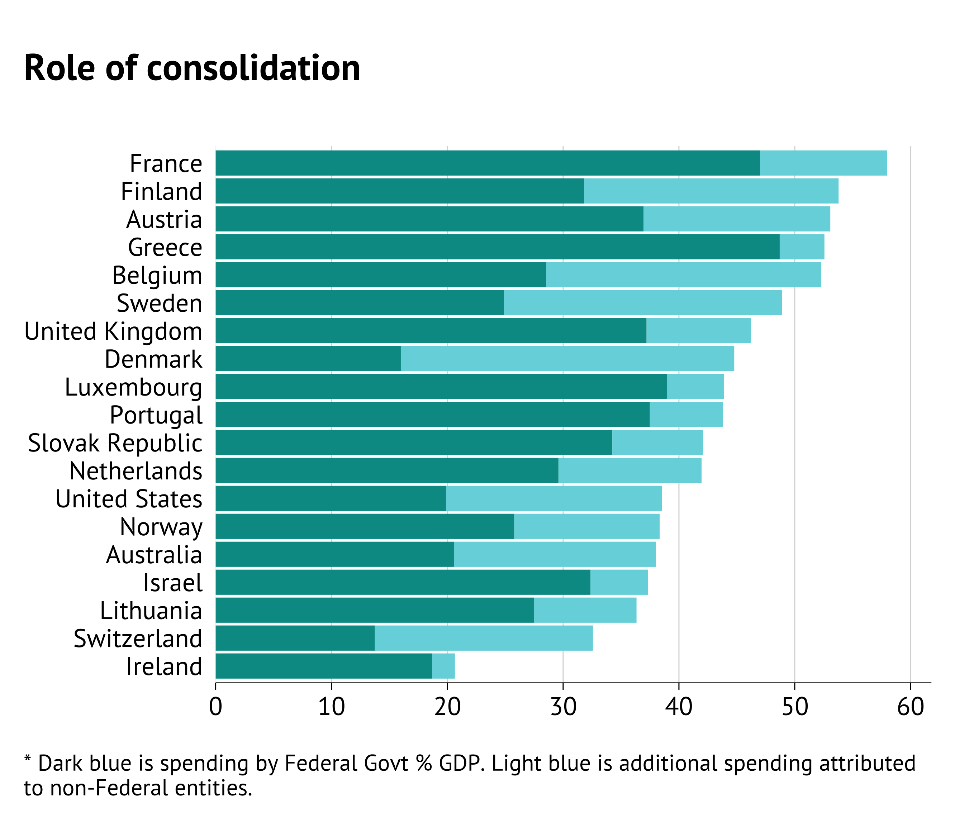 Role of consolidation
France
Finland
Austria
Greece
Belgium
Sweden
United Kingdom
Denmark
Luxembourg
Portugal
Slovak Republic
Netherlands
United States
Norway
Australia
Israel
Lithuania
Switzerland
Ireland
0 10 20 30 40 50 60
* Dark blue is spending by Federal Govt % GDP. Light blue is additional spending attributed
to non-Federal entities.